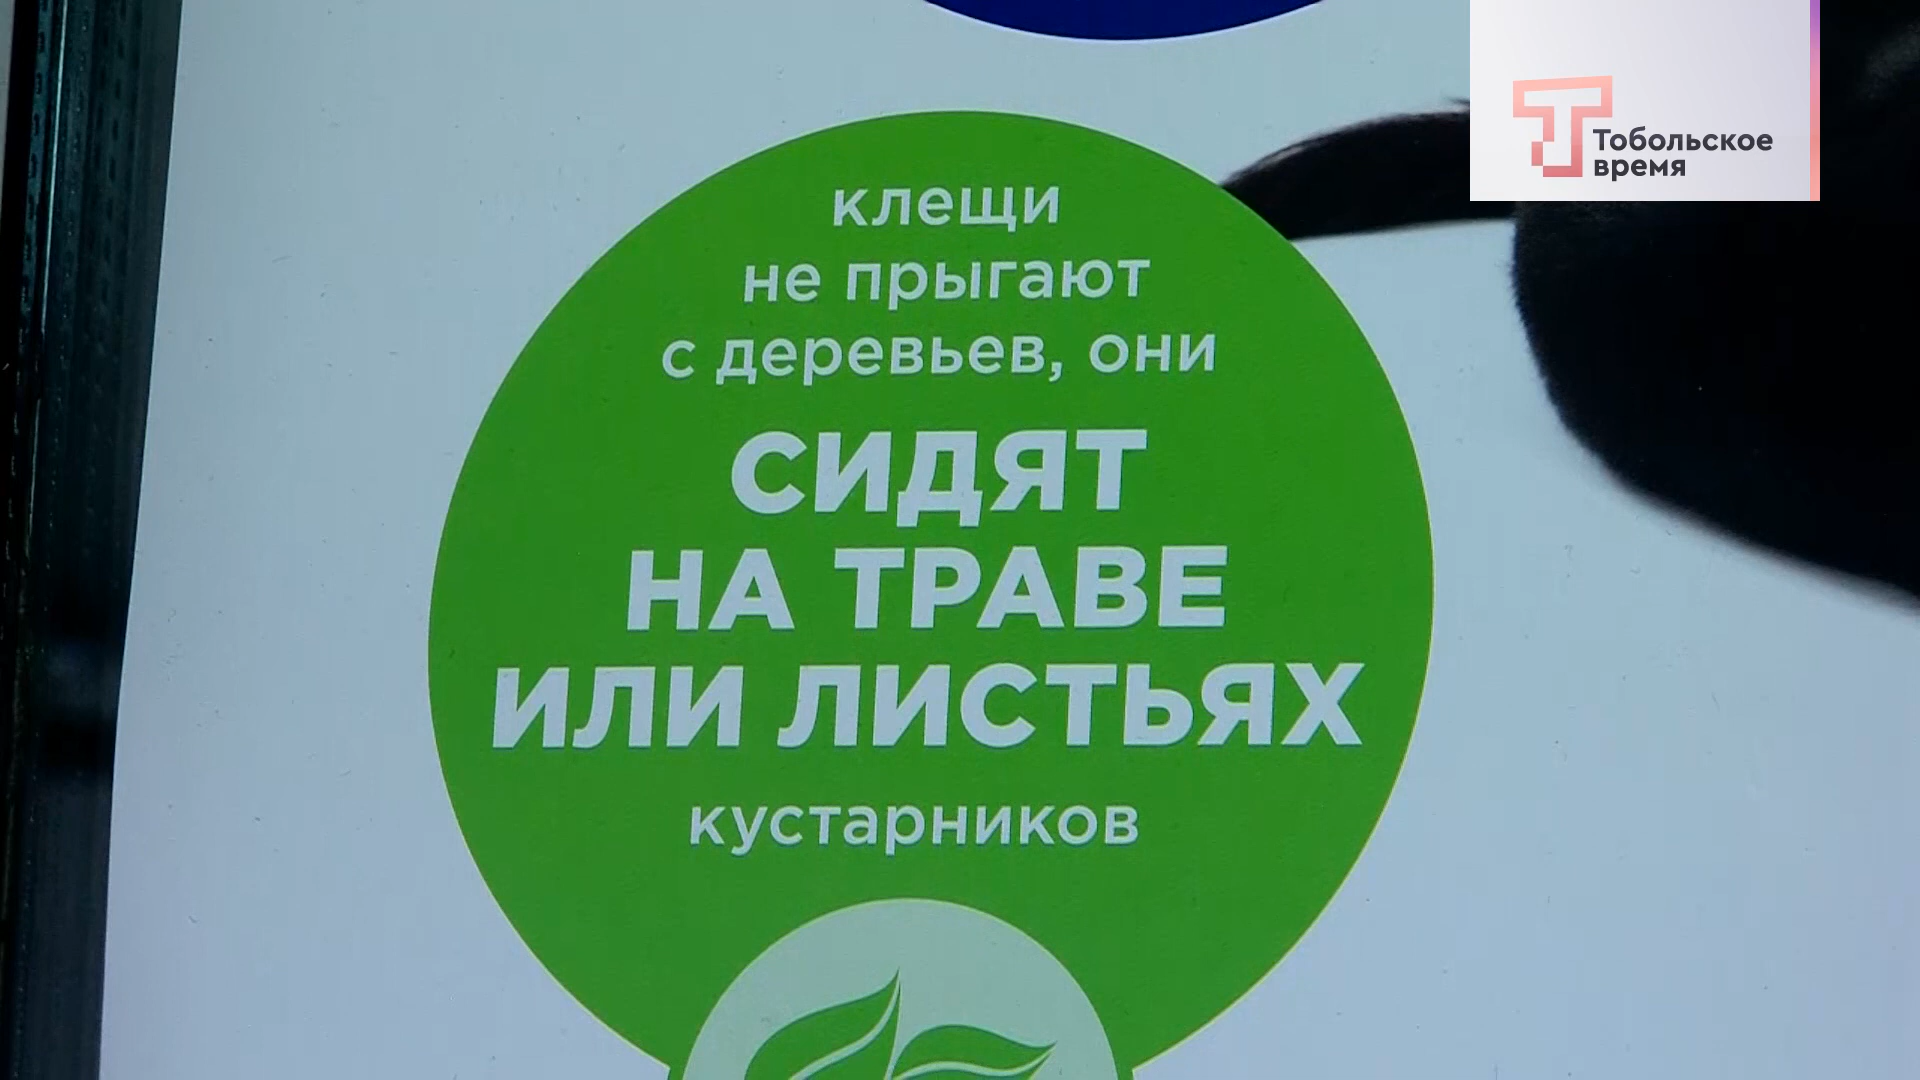 Тобольское
время
клещи
не прыгают
с деревьев, они
СИДЯТ
НА ТРАВЕ
ИЛИ ЛИСТЬЯХ
кустарников